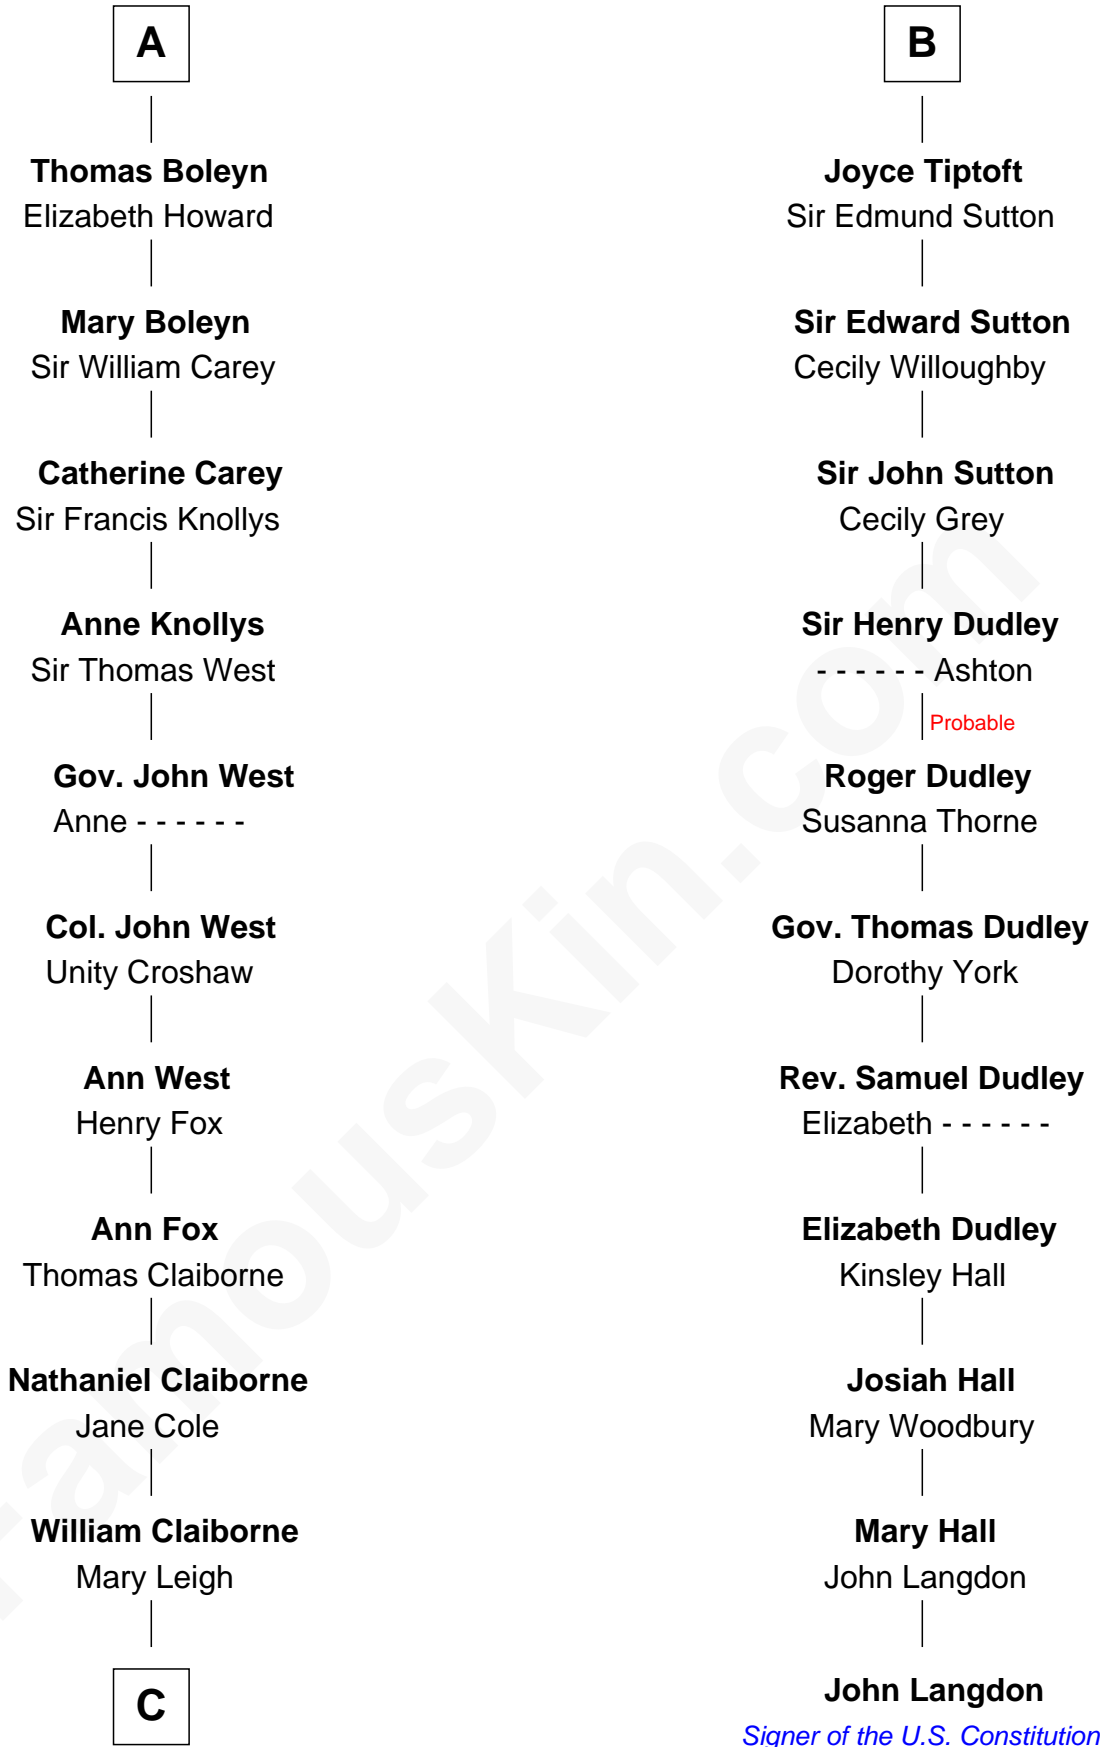 A
Thomas Boleyn
Elizabeth Howard
Mary Boleyn
Sir William Carey
Catherine Carey
Sir Francis Knollys
Anne Knollys
Sir Thomas West
Gov. John West
Anne - - - - - -
Col. John West
Unity Croshaw
Ann West
Henry Fox
Ann Fox
Thomas Claiborne
Nathaniel Claiborne
Jane Cole
William Claiborne
Mary Leigh
C
B
Joyce Tiptoft
Sir Edmund Sutton
Sir Edward Sutton
Cecily Willoughby
Sir John Sutton
Cecily Grey
Sir Henry Dudley
- - - - - - Ashton
Probable
Roger Dudley
Susanna Thorne
Gov. Thomas Dudley
Dorothy York
Rev. Samuel Dudley
Elizabeth - - - - - -
Elizabeth Dudley
Kinsley Hall
Josiah Hall
Mary Woodbury
Mary Hall
John Langdon
John Langdon
Signer of the U.S. Constitution
FamousKin.com